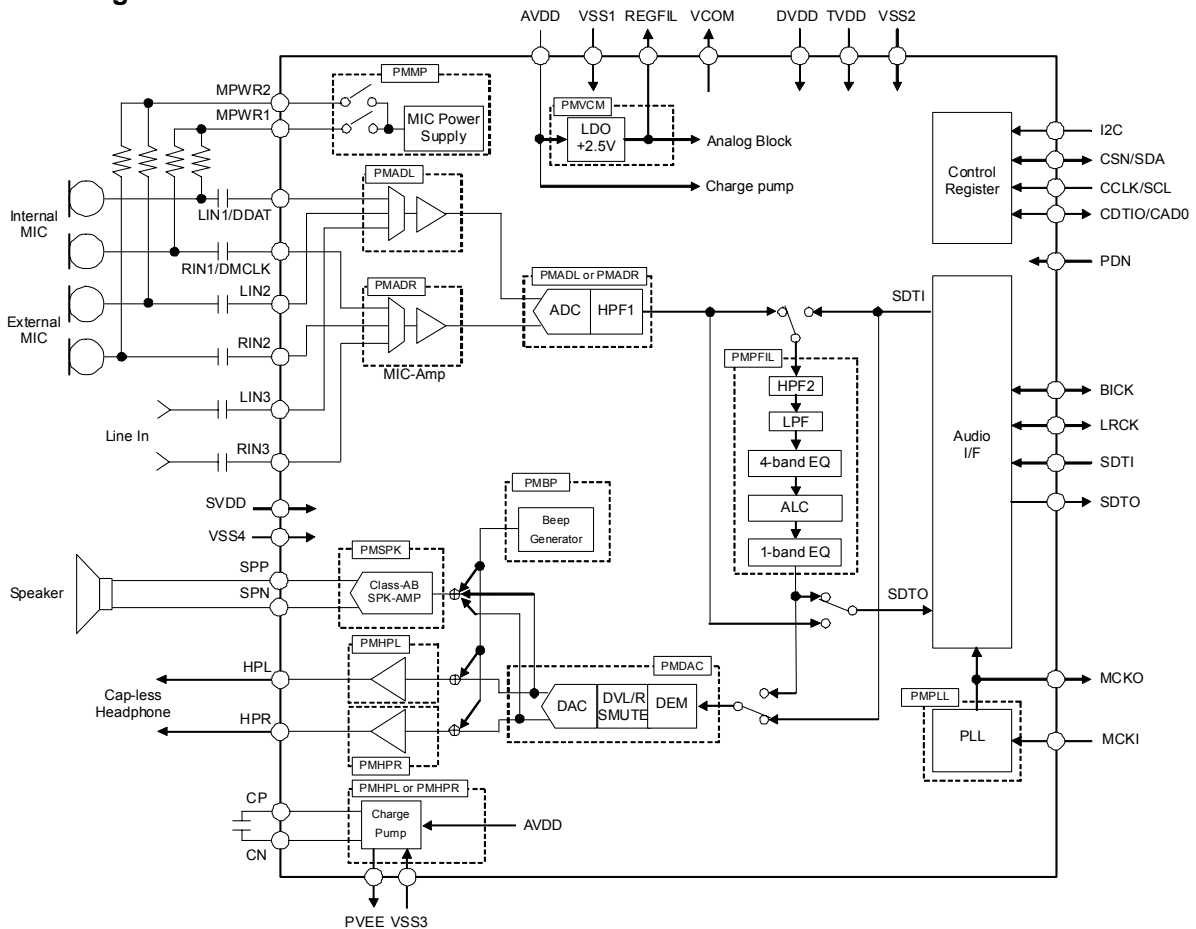 AVDD VSS1 REGFIL VCOM DVDD TVDD VSS2
PMMP
MPWR2
MPWR1
MIC Power
Supply
PMVCM
LDO
+2.5V
Analog Block
Charge pump
Control
Register
I2C
CSN/SDA
CCLK/SCL
CDTIO/CAD0
PDN
Internal
MIC
LIN1/DDAT
RIN1/DMCLK
External
MIC
LIN2
RIN2
PMADL
PMADR
MIC-Amp
PMADL or PMADR
ADC
HPF1
SDTI
Line In
LIN3
RIN3
PMPFIL
HPF2
LPF
4-band EQ
ALC
1-band EQ
Audio
I/F
BICK
LRCK
SDTI
SDTO
SVDD
VSS4
PMBP
Beep
Generator
Speaker
SPP
SPN
PMSPK
Class-AB
SPK-AMP
SDTO
Cap-less
Headphone
HPL
HPR
PMHPL
PMHPR
PMDAC
DAC
DVL/R
SMUTE
DEM
PMPLL
PLL
MCKO
MCKI
PMHPL or PMHPR
CP
CN
Charge
Pump
AVDD
PVEE VSS3